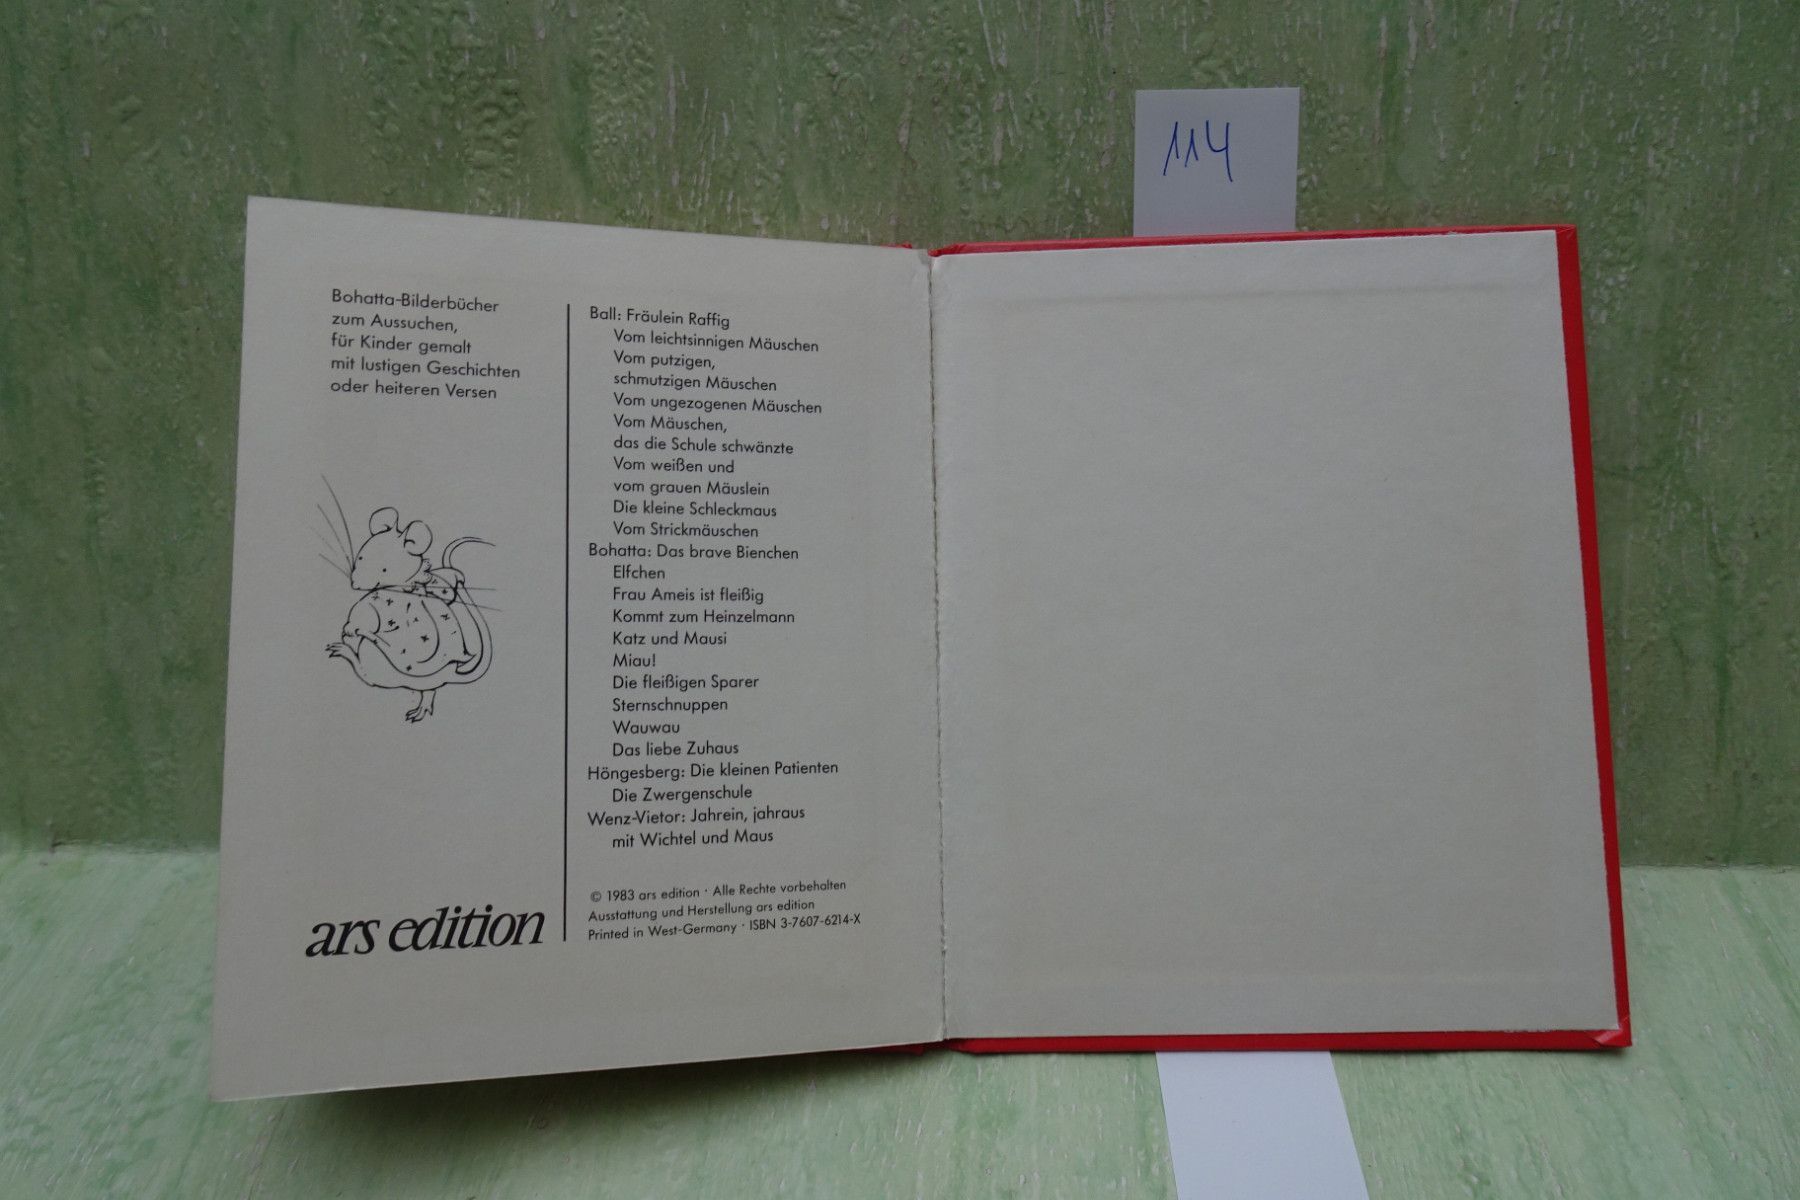 114
Bohatta-Bilderbücher
zum Aussuchen,
für Kinder gemalt
mit lustigen Geschichten
oder heiteren Versen
ars edition
Ball: Fräulein Raffig
Vom leichtsinnigen Mäuschen
Vom putzigen,
schmutzigen Mäuschen
Vom ungezogenen Mäuschen
Vom Mäuschen,
das die Schule schwänzte
Vom weißen und
vom grauen Mäuslein
Die kleine Schleckmaus
Vom Strickmäuschen
Bohatta: Das brave Bienchen
Elfchen
Frau Ameis ist fleißig
Kommt zum Heinzelmann
Katz und Mausi
Miau!
Die fleißigen Sparer
Sternschnuppen
Wauwau
Das liebe Zuhaus
Höngesberg: Die kleinen Patienten
Die Zwergenschule
Wenz-Vietor: Jahrein, jahraus
mit Wichtel und Maus
© 1983 ars edition · Alle Rechte vorbehalten
Ausstattung und Herstellung ars edition
Printed in West-Germany · ISBN 3-7607-6214-X